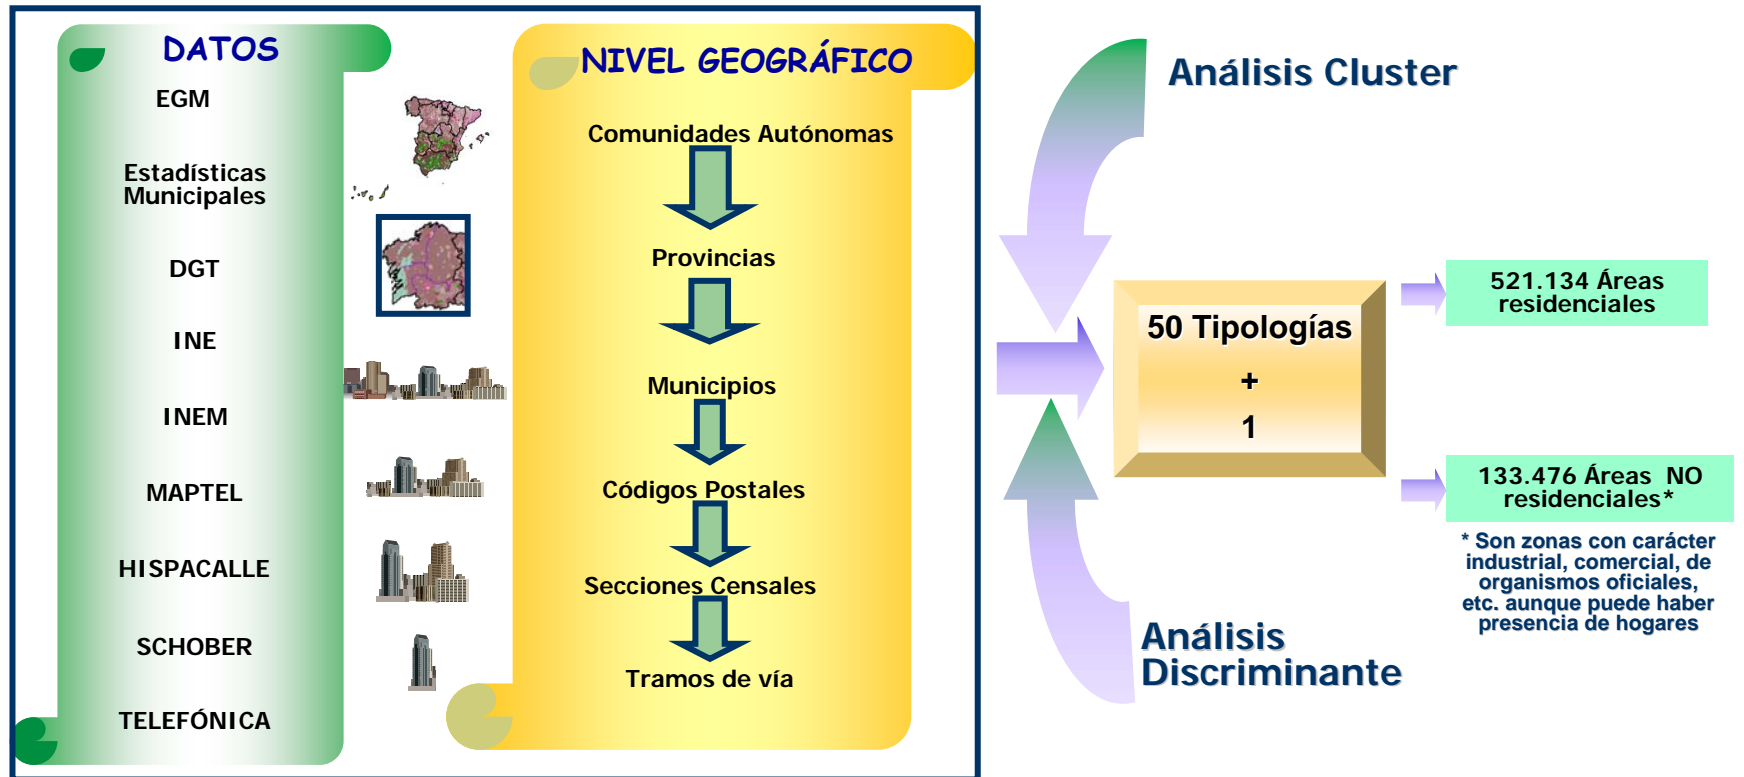 DATOS
EGM
Estadísticas
Municipales
DGT
INE
INEM
MAPTEL
HISPACALLE
SCHOBER
TELEFÓNICA
NIVEL GEOGRÁFICO
Comunidades Autónomas
Provincias
Municipios
Códigos Postales
Secciones Censales
Tramos de vía
Análisis Cluster
50 Tipologías
+
1
Análisis
Discriminante
521.134 Áreas
residenciales
133.476 Áreas NO
residenciales*
* Son zonas con carácter
industrial, comercial, de
organismos oficiales,
etc. aunque puede haber
presencia de hogares